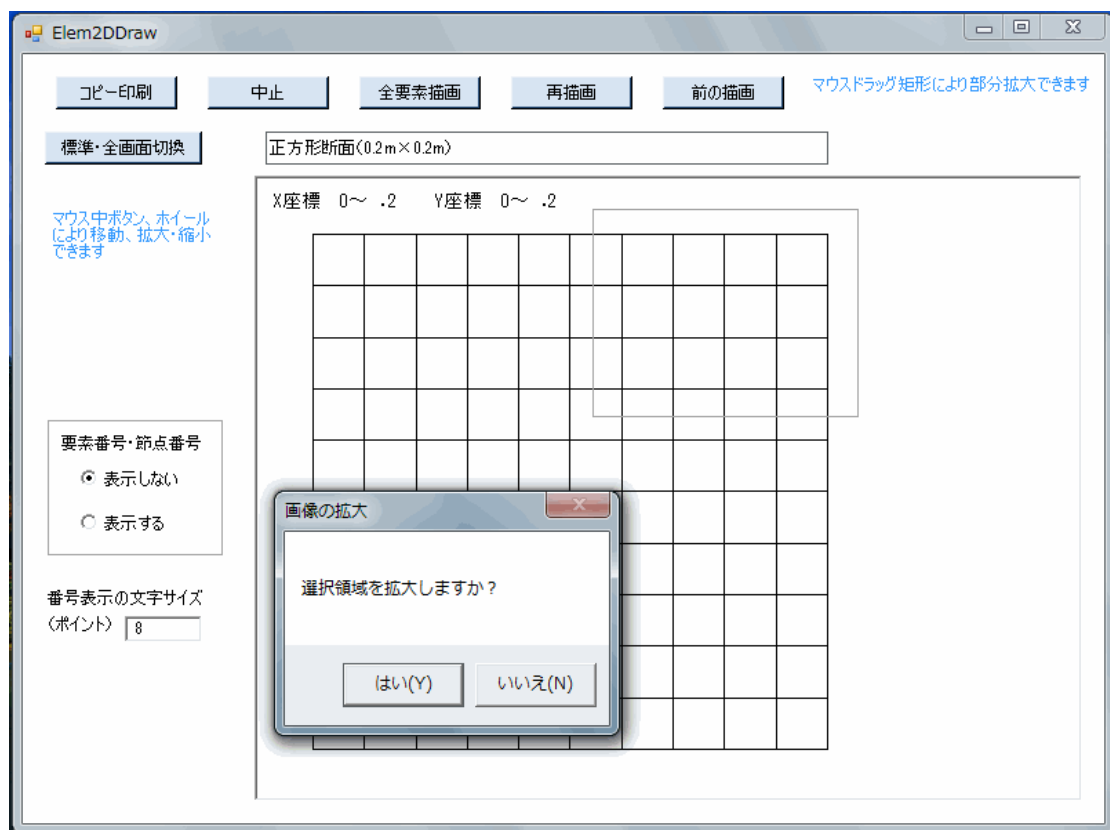 Elem2DDraw
コピー印刷
中止
全要素描画
再描画
前の描画
マウスドラッグ矩形により部分拡大できます
標準・全画面切換
正方形断面(0.2m×0.2m)
X座標 0～ .2 Y座標 0～ .2
マウス中ボタン、ホイール
により移動、拡大・縮小
できます
要素番号・節点番号
表示しない
表示する
画像の拡大
選択領域を拡大しますか？
はい(Y)
いいえ(N)
番号表示の文字サイズ
(ポイント) 8